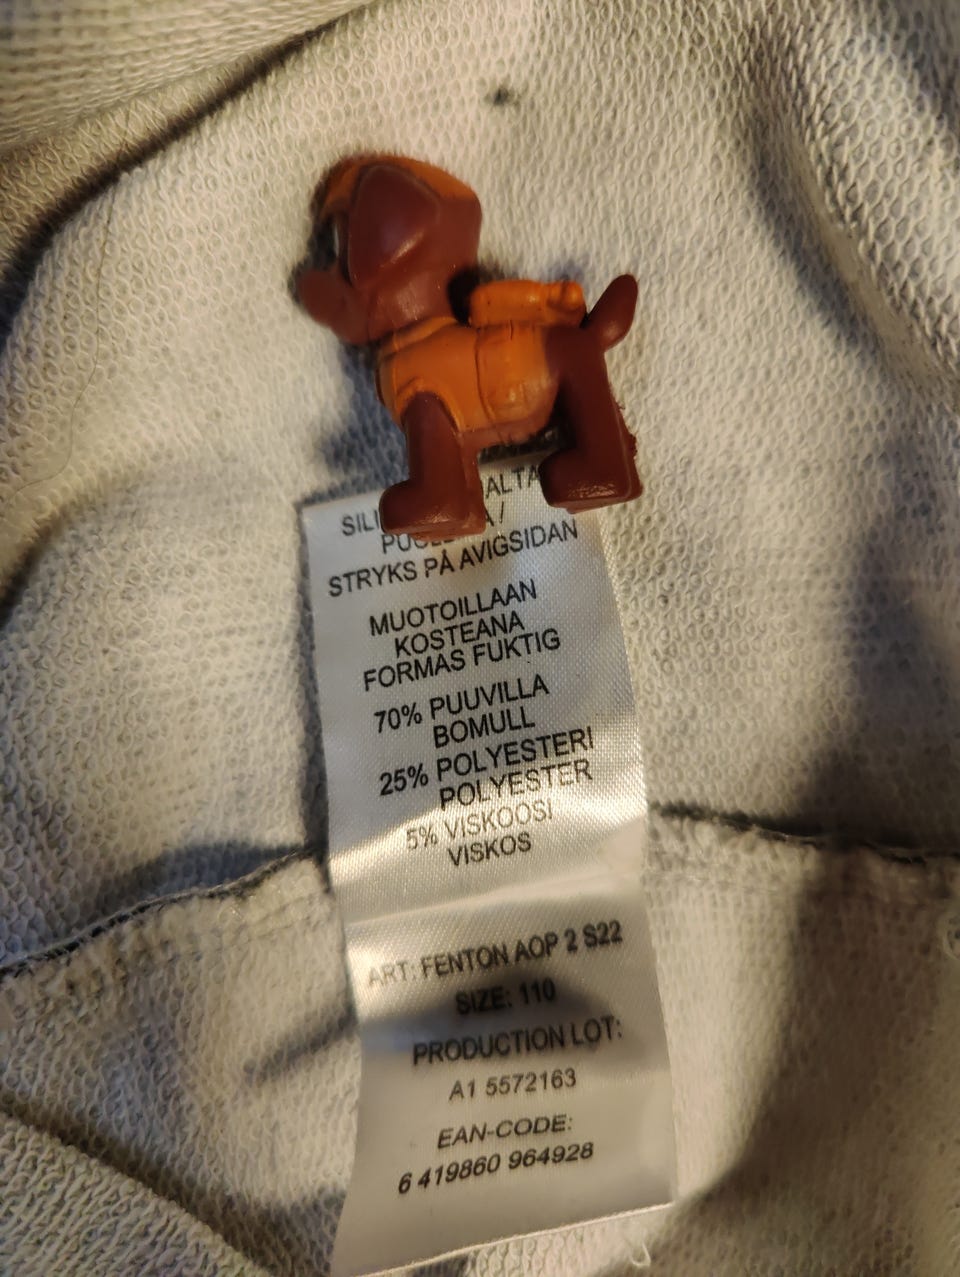 STRYKS PÅ AVIGSIDAN
MUOTOILLAAN
KOSTEANA
FORMAS FUKTIG
70% PUUVILLA
BOMULL
25% POLYESTERI
POLYESTER
5% VISKOOSI
VISKOS
ART: FENTON AOP 2 S22
SIZE: 110
PRODUCTION LOT:
A1 5572163
EAN-CODE:
6 419860 964928